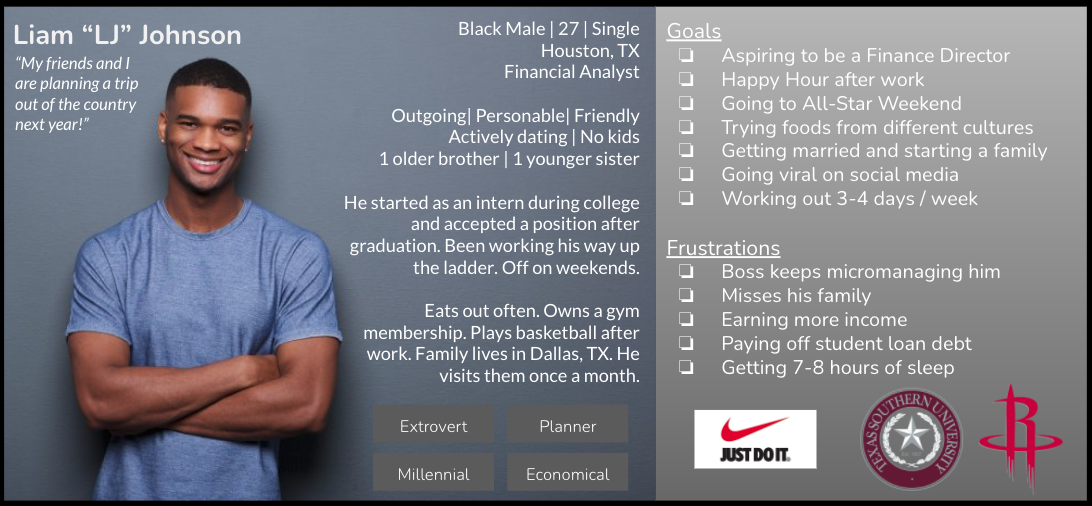 Liam “LJ” Johnson
“My friends and I
are planning a trip
out of the country
next year!”
Black Male | 27 | Single
Houston, TX
Financial Analyst
Outgoing| Personable| Friendly
Actively dating | No kids
1 older brother | 1 younger sister
He started as an intern during college
and accepted a position after
graduation. Been working his way up
the ladder. Off on weekends.
Eats out often. Owns a gym
membership. Plays basketball after
work. Family lives in Dallas, TX. He
visits them once a month.
Extrovert
Planner
Millennial
Economical
Goals
Aspiring to be a Finance Director
Happy Hour after work
Going to All-Star Weekend
Trying foods from different cultures
Getting married and starting a family
Going viral on social media
Working out 3-4 days / week
Frustrations
Boss keeps micromanaging him
Misses his family
Earning more income
Paying off student loan debt
Getting 7-8 hours of sleep
JUST DO IT.
TEXAS SOUTHERN UNIVERSITY
R